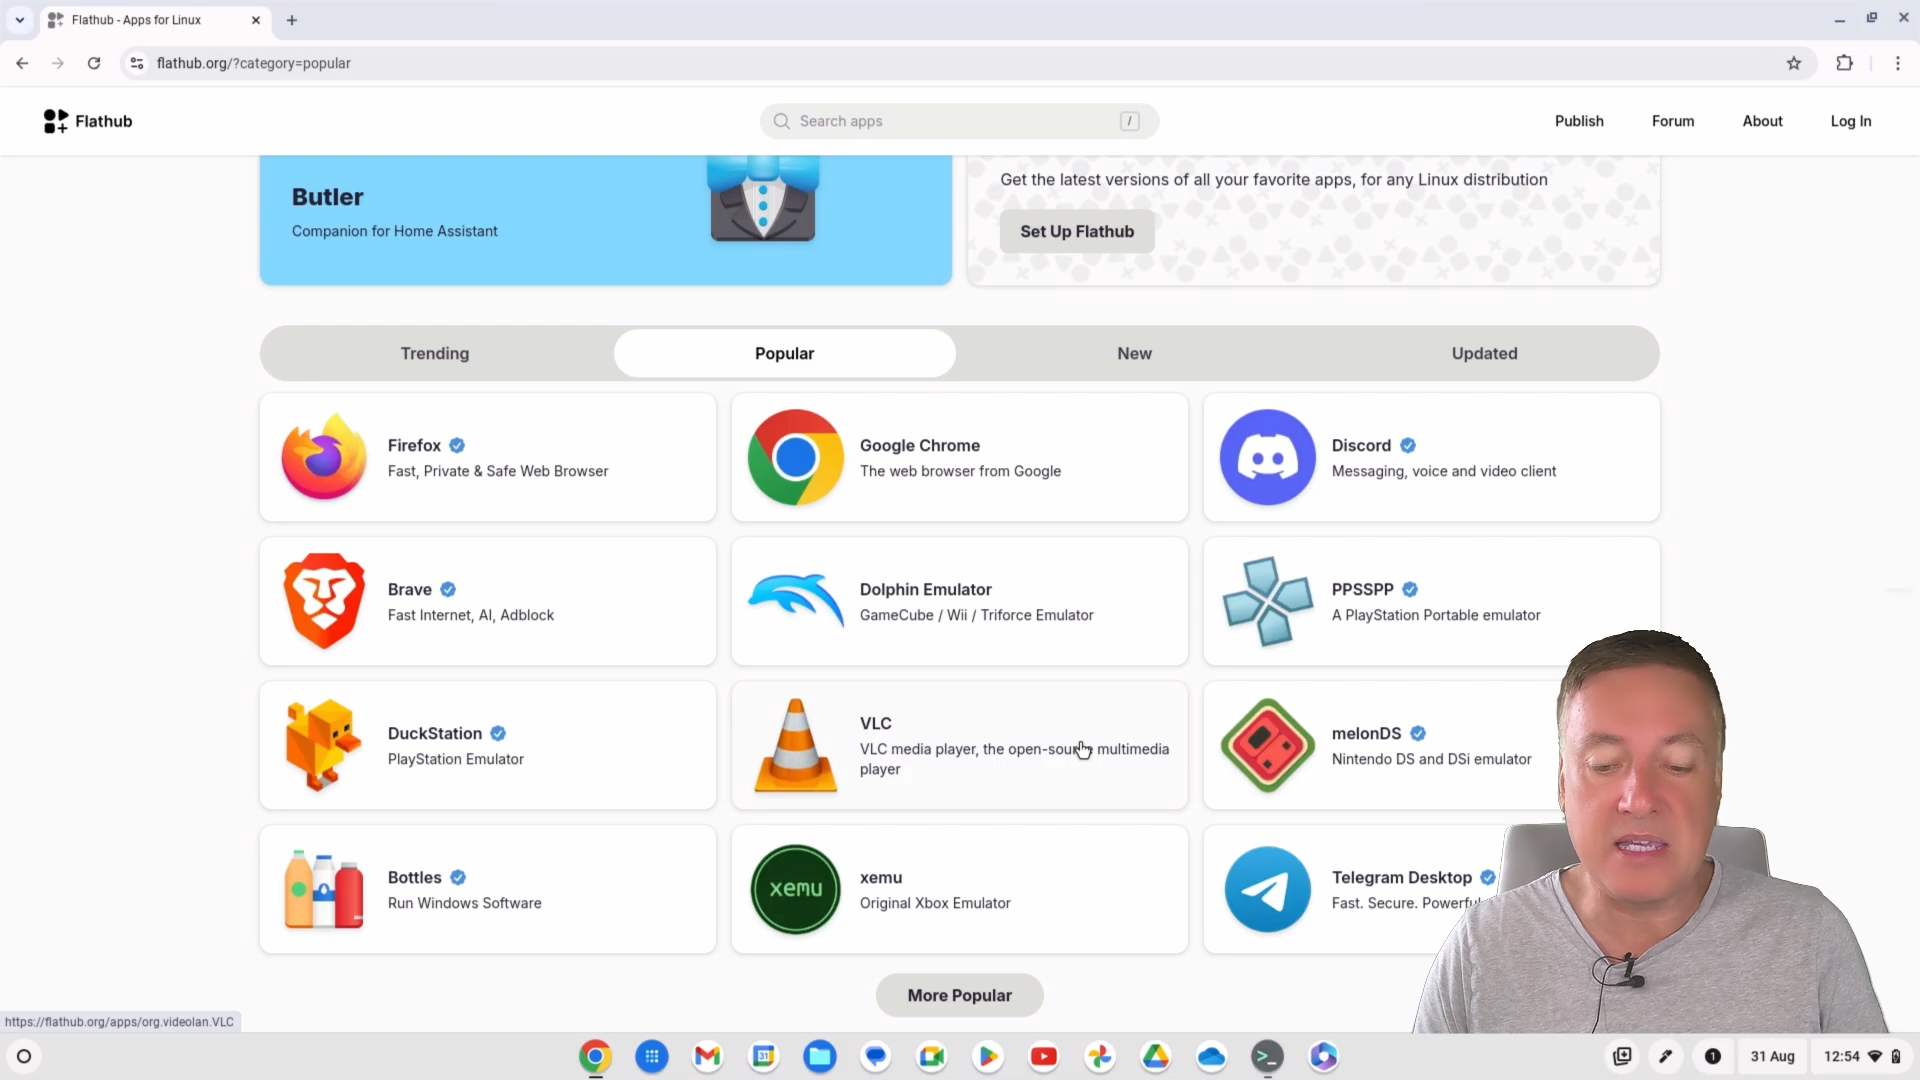 Flathub - Apps for Linux
flathub.org/?category=popular
Flathub
Search apps
/
Publish
Forum
About
Log In
Butler
Companion for Home Assistant
Get the latest versions of all your favorite apps, for any Linux distribution
Set Up Flathub
Trending
Popular
New
Updated
Firefox
Fast, Private & Safe Web Browser
Google Chrome
The web browser from Google
Discord
Messaging, voice and video client
Brave
Fast Internet, AI, Adblock
Dolphin Emulator
GameCube / Wii / Triforce Emulator
PPSSPP
A PlayStation Portable emulator
DuckStation
PlayStation Emulator
VLC
VLC media player, the open-source multimedia
player
melonDS
Nintendo DS and DSi emulator
Bottles
Run Windows Software
xemu
xemu
Original Xbox Emulator
Telegram Desktop
Fast. Secure. Powerful
More Popular
https://flathub.org/apps/org.videolan.VLC
31
1
31 Aug
12:54